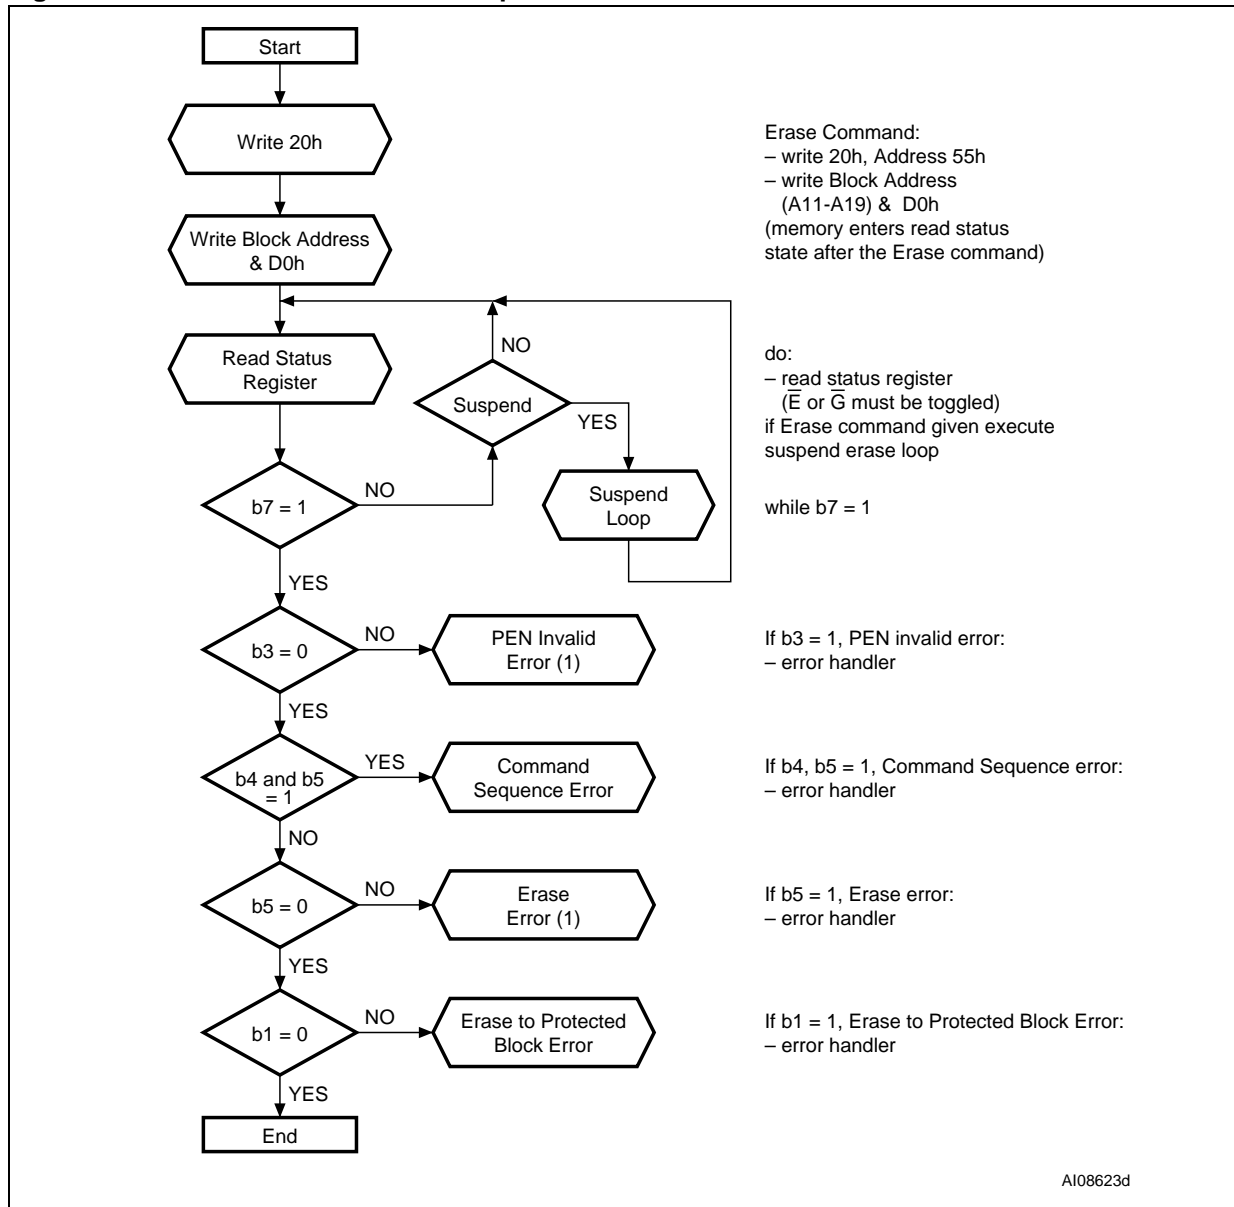 Start
Write 20h
Erase Command:
– write 20h, Address 55h
– write Block Address
(A11-A19) & D0h
(memory enters read status
state after the Erase command)
Write Block Address
& D0h
Read Status
Register
NO
Suspend
YES
do:
– read status register
(E̅ or G̅ must be toggled)
if Erase command given execute
suspend erase loop
b7 = 1
NO
Suspend
Loop
while b7 = 1
YES
b3 = 0
NO
PEN Invalid
Error (1)
If b3 = 1, PEN invalid error:
– error handler
YES
b4 and b5
= 1
YES
Command
Sequence Error
If b4, b5 = 1, Command Sequence error:
– error handler
NO
b5 = 0
NO
Erase
Error (1)
If b5 = 1, Erase error:
– error handler
YES
b1 = 0
NO
Erase to Protected
Block Error
If b1 = 1, Erase to Protected Block Error:
– error handler
YES
End
AI08623d